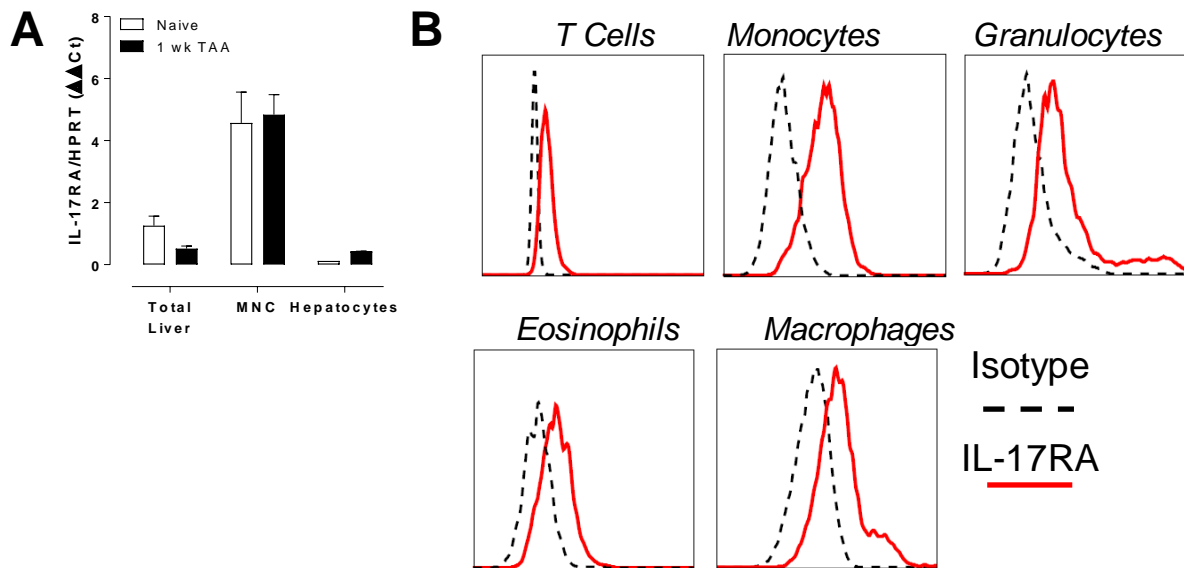 A
IL-17RA/HPRT (▲▲Ct)
8
6
4
2
0
Naive
1 wk TAA
Total
Liver
MNC
Hepatocytes
B
T Cells
Monocytes
Granulocytes
Eosinophils
Macrophages
Isotype
IL-17RA